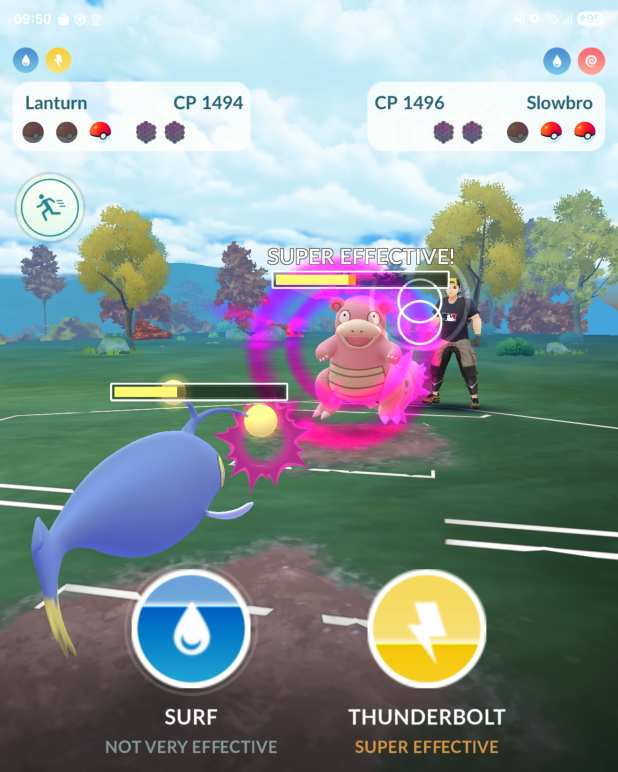 09:50
Lanturn CP 1494
CP 1496 Slowbro
SUPER EFFECTIVE!
SURF THUNDERBOLT
NOT VERY EFFECTIVE SUPER EFFECTIVE